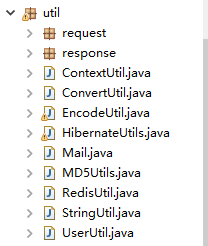 util
request
response
ContextUtil.java
ConvertUtil.java
EncodeUtil.java
HibernateUtils.java
Mail.java
MD5Utils.java
RedisUtil.java
StringUtil.java
UserUtil.java